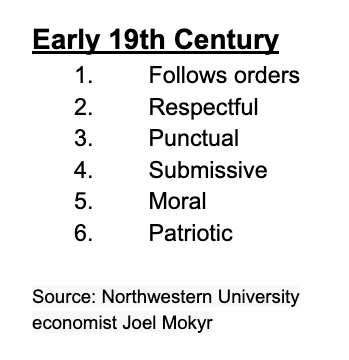 Early 19th Century
1. Follows orders
2. Respectful
3. Punctual
4. Submissive
5. Moral
6. Patriotic
Source: Northwestern University
economist Joel Mokyr